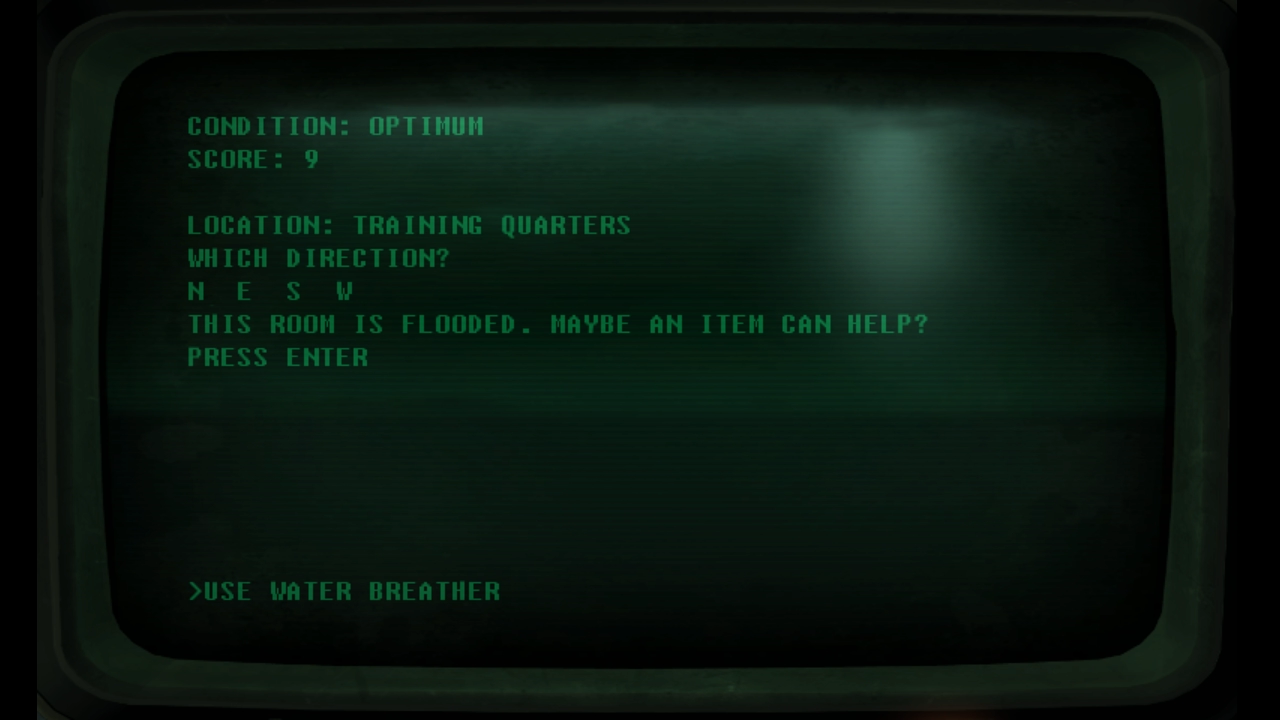 CONDITION: OPTIMUM
SCORE: 9
LOCATION: TRAINING QUARTERS
WHICH DIRECTION?
N E S W
THIS ROOM IS FLOODED. MAYBE AN ITEM CAN HELP?
PRESS ENTER
>USE WATER BREATHER